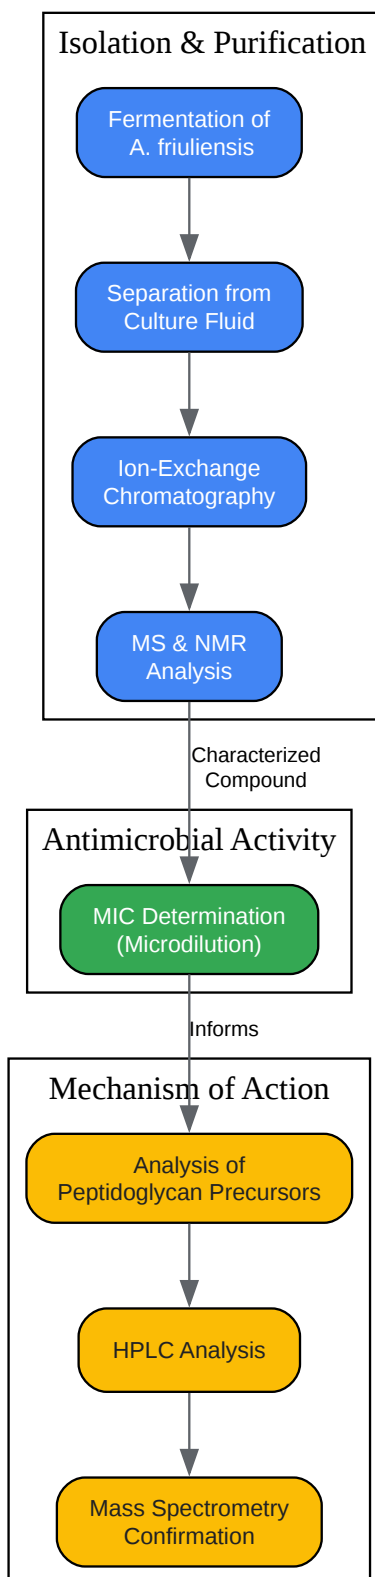 Isolation & Purification
Fermentation of
A. friuliensis
Separation from
Culture Fluid
Ion-Exchange
Chromatography
MS & NMR
Analysis
Characterized
Compound
Antimicrobial Activity
MIC Determination
(Microdilution)
Informs
Mechanism of Action
Analysis of
Peptidoglycan Precursors
HPLC Analysis
Mass Spectrometry
Confirmation